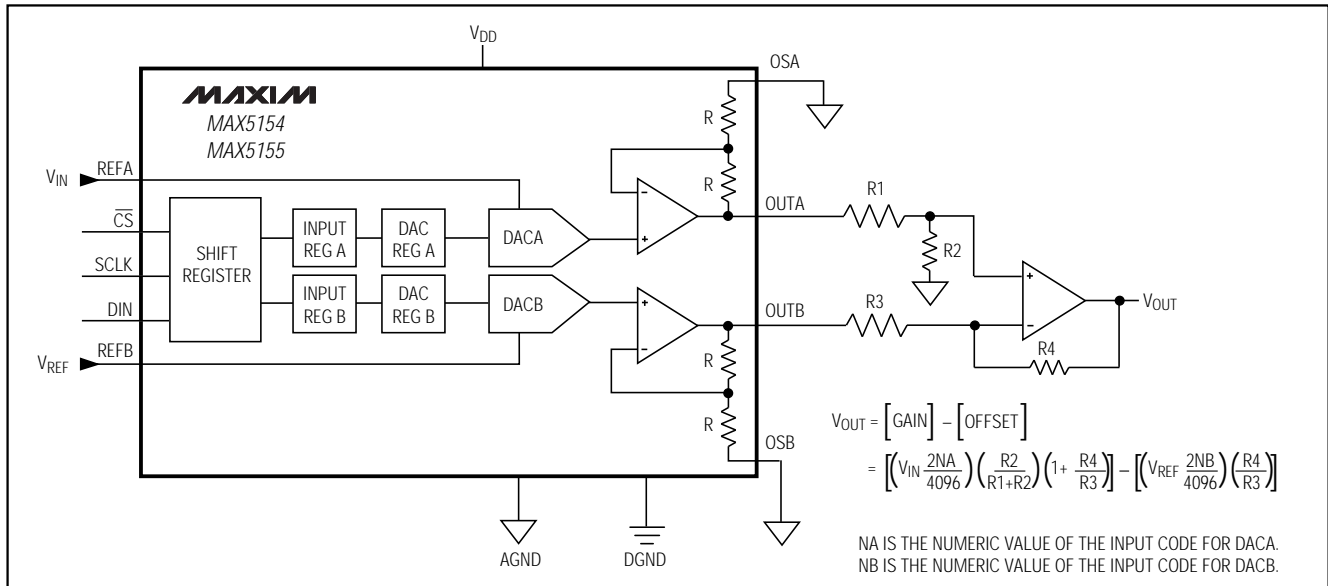 VDD
OSA
MAXIM
MAX5154
MAX5155
R
R
VIN
REFA
CS
SCLK
DIN
VREF
REFB
SHIFT
REGISTER
INPUT
REG A
DAC
REG A
DACA
INPUT
REG B
DAC
REG B
DACB
−
+
+
−
OUTA
R1
R2
OUTB
R3
+
−
VOUT
R4
R
R
OSB
AGND
DGND
VOUT = [GAIN] – [OFFSET]
= [(VIN 2NA/4096)(R2/R1+R2)(1+ R4/R3)] – [(VREF 2NB/4096)(R4/R3)]
NA IS THE NUMERIC VALUE OF THE INPUT CODE FOR DACA.
NB IS THE NUMERIC VALUE OF THE INPUT CODE FOR DACB.